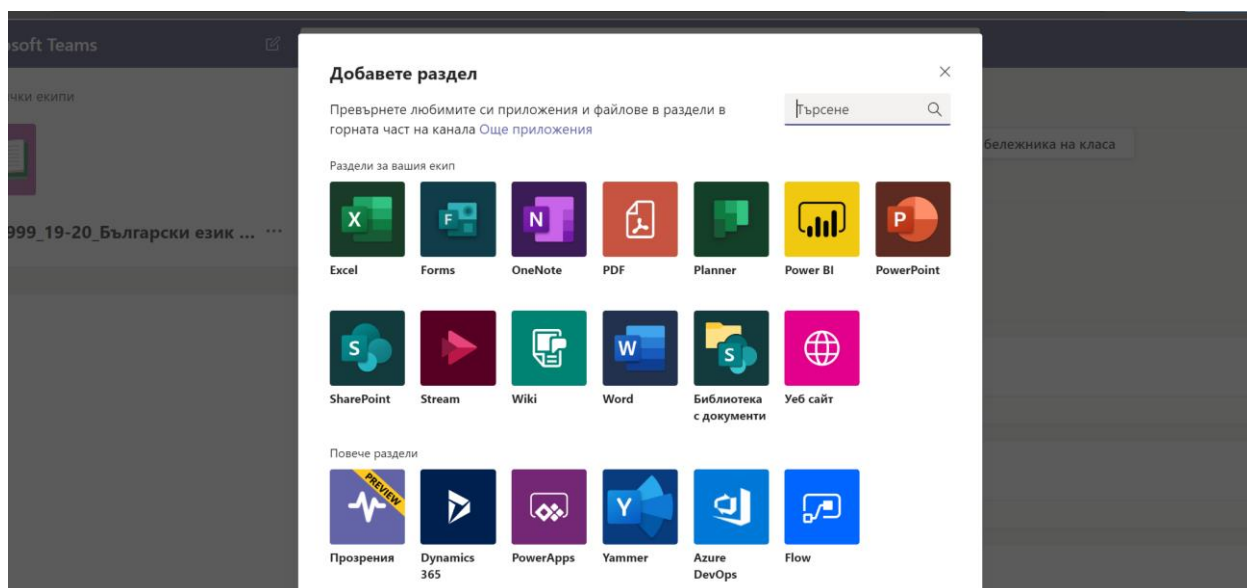 osoft Teams
чки екипи
999_19-20_Български език ... ···
Добавете раздел
Превърнете любимите си приложения и файлове в раздели в
горната част на канала Още приложения
Търсене
бележника на класа
Раздели за вашия екип
X
F
N
P
Excel
Forms
OneNote
PDF
Planner
Power BI
PowerPoint
S
W
S
SharePoint
Stream
Wiki
Word
Библиотека
с документи
Уеб сайт
Повече раздели
PREVIEW
Y
Прозрения
Dynamics
365
PowerApps
Yammer
Azure
DevOps
Flow